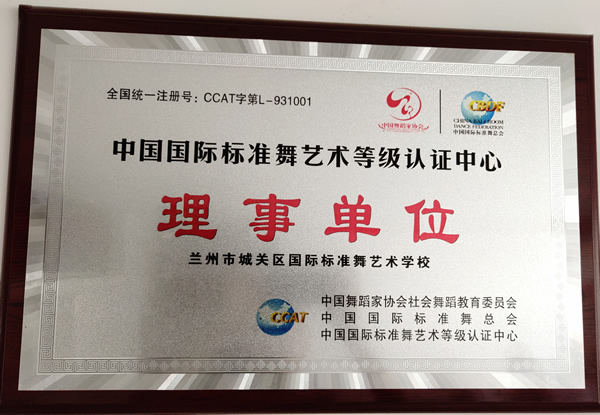 全国统一注册号：CCAT字第L-931001
中国舞蹈家协会
CBDF
CHINA BALLROOM
DANCE FEDERATION
中国国际标准舞总会
中国国际标准舞艺术等级认证中心
理事单位
兰州市城关区国际标准舞艺术学校
CCAT
中国舞蹈家协会社会舞蹈教育委员会
中国国际标准舞总会
中国国际标准舞艺术等级认证中心